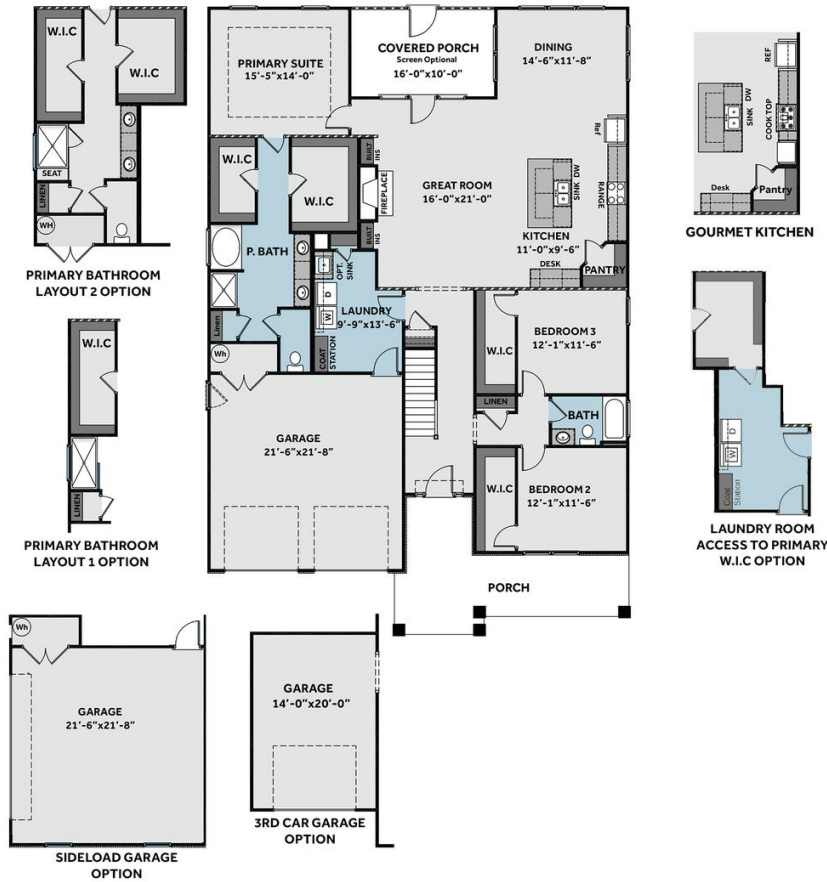 W.I.C
W.I.C
SEAT
LINEN
WH
PRIMARY BATHROOM
LAYOUT 2 OPTION
W.I.C
LINEN
PRIMARY BATHROOM
LAYOUT 1 OPTION
PRIMARY SUITE
15'-5"x14'-0"
COVERED PORCH
Screen Optional
16'-0"x10'-0"
DINING
14'-6"x11'-8"
W.I.C
W.I.C
BUILT
INS
FIREPLACE
BUILT
INS
GREAT ROOM
16'-0"x21'-0"
Ref
RANGE
SINK DW
KITCHEN
11'-0"x9'-6"
DESK
PANTRY
P. BATH
OPT.
SINK
D
W
LAUNDRY
9'-9"x13'-6"
COAT
STATION
Linen
Wh
W.I.C
BEDROOM 3
12'-1"x11'-6"
LINEN
BATH
GARAGE
21'-6"x21'-8"
W.I.C
BEDROOM 2
12'-1"x11'-6"
PORCH
REF
SINK DW
COOK TOP
Desk
Pantry
GOURMET KITCHEN
D
W
Coat
Station
LAUNDRY ROOM
ACCESS TO PRIMARY
W.I.C OPTION
Wh
GARAGE
21'-6"x21'-8"
SIDELOAD GARAGE
OPTION
GARAGE
14'-0"x20'-0"
3RD CAR GARAGE
OPTION